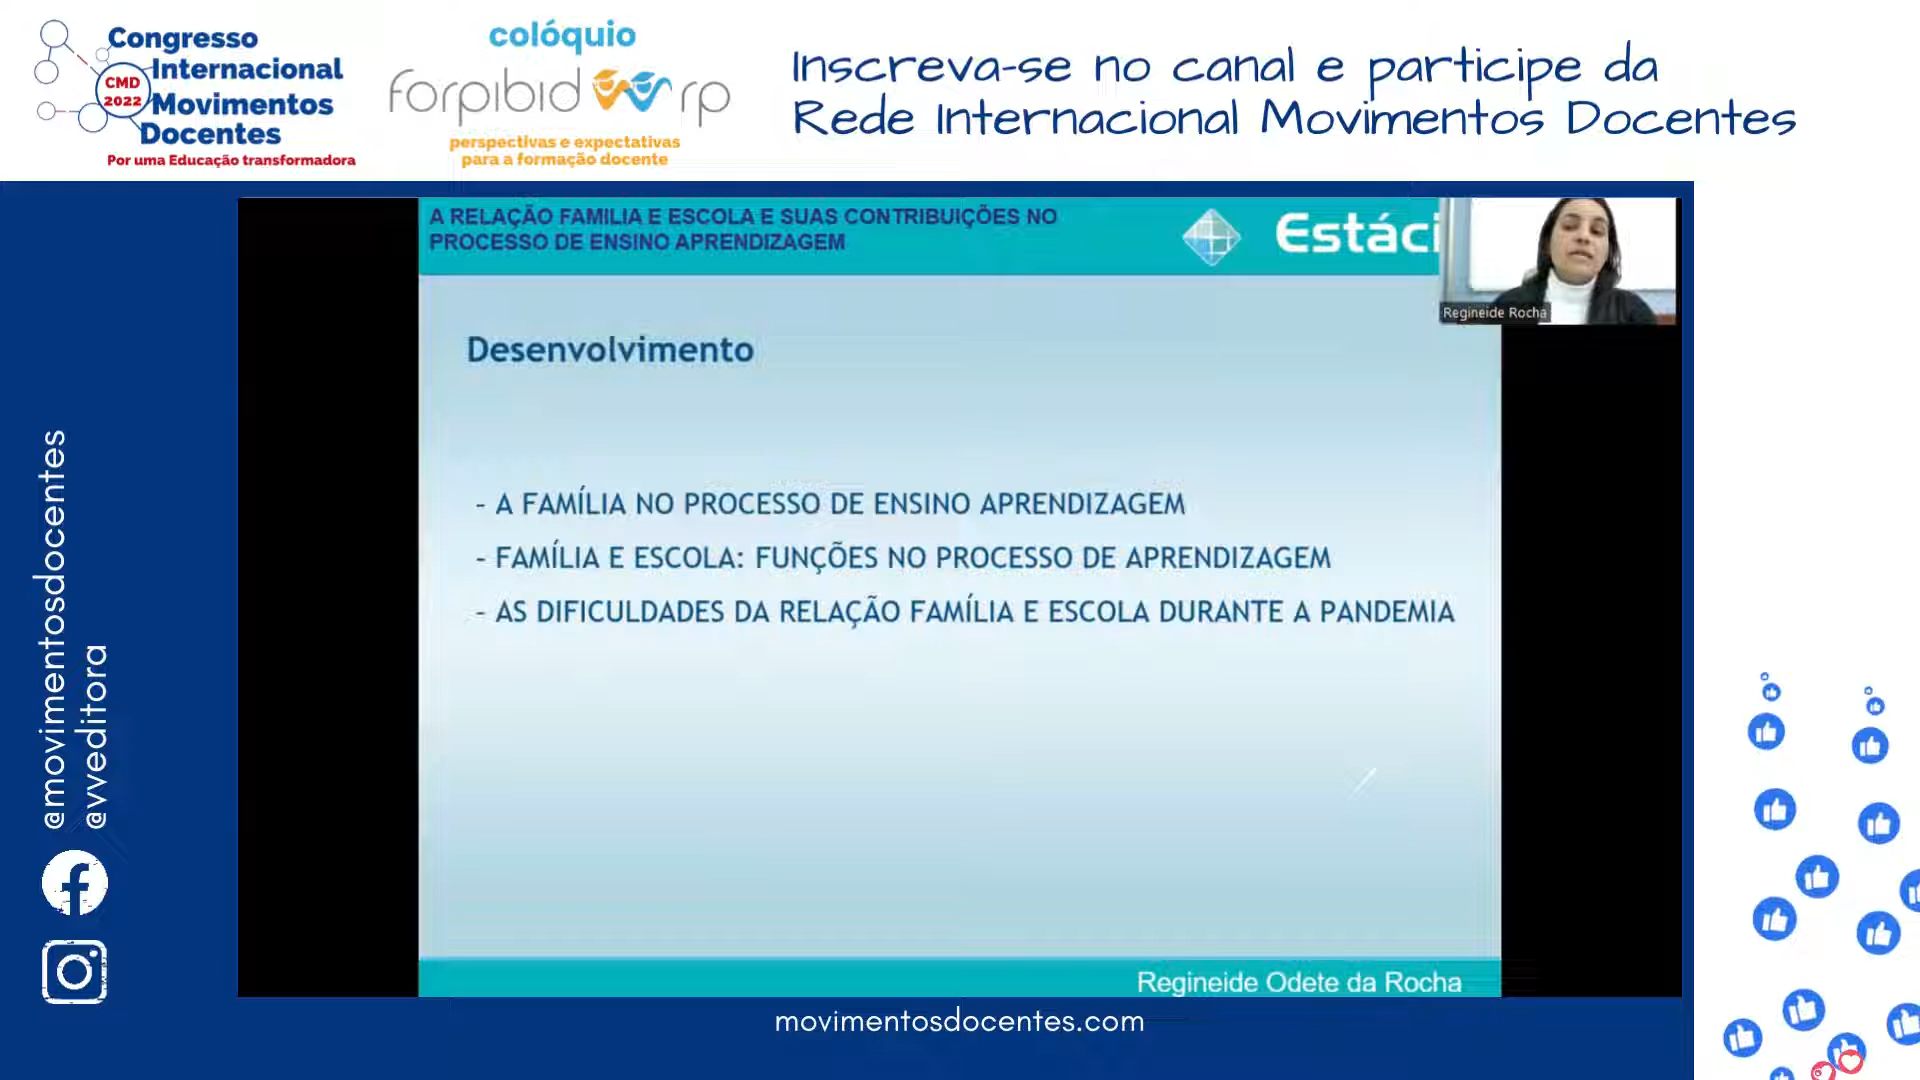 Congresso
Internacional
CMD
2022
Movimentos
Docentes
Por uma Educação transformadora
colóquio
forpibid rp
perspectivas e expectativas
para a formação docente
Inscreva-se no canal e participe da
Rede Internacional Movimentos Docentes
A RELAÇÃO FAMILIA E ESCOLA E SUAS CONTRIBUIÇÕES NO
PROCESSO DE ENSINO APRENDIZAGEM
Estáci
Regineide Rocha
Desenvolvimento
- A FAMÍLIA NO PROCESSO DE ENSINO APRENDIZAGEM
- FAMÍLIA E ESCOLA: FUNÇÕES NO PROCESSO DE APRENDIZAGEM
- AS DIFICULDADES DA RELAÇÃO FAMÍLIA E ESCOLA DURANTE A PANDEMIA
Regineide Odete da Rocha
@movimentosdocentes
@vveditora
movimentosdocentes.com